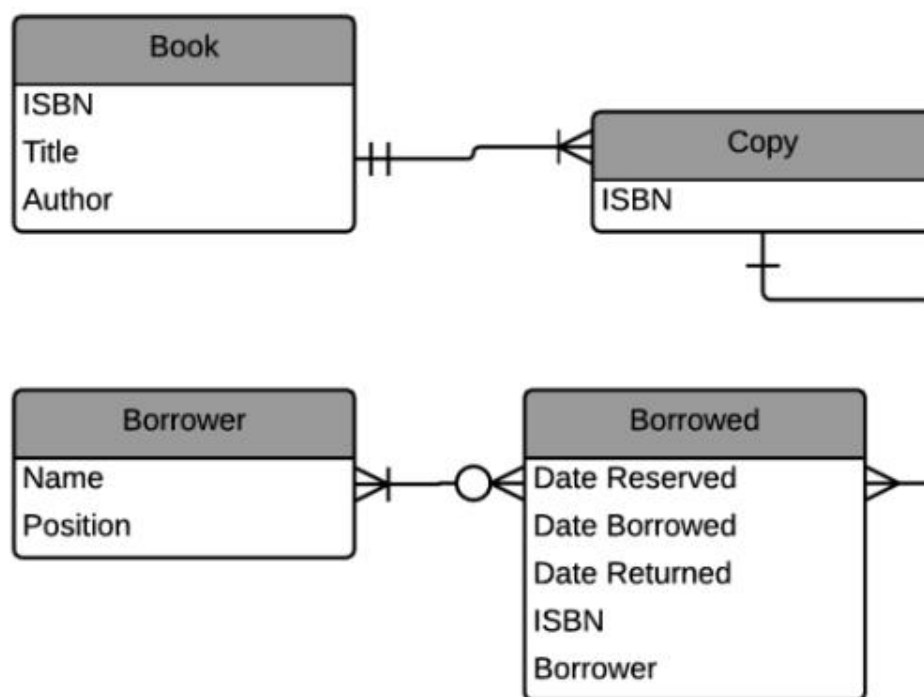 Book
ISBN
Title
Author
Copy
ISBN
Borrower
Name
Position
Borrowed
Date Reserved
Date Borrowed
Date Returned
ISBN
Borrower